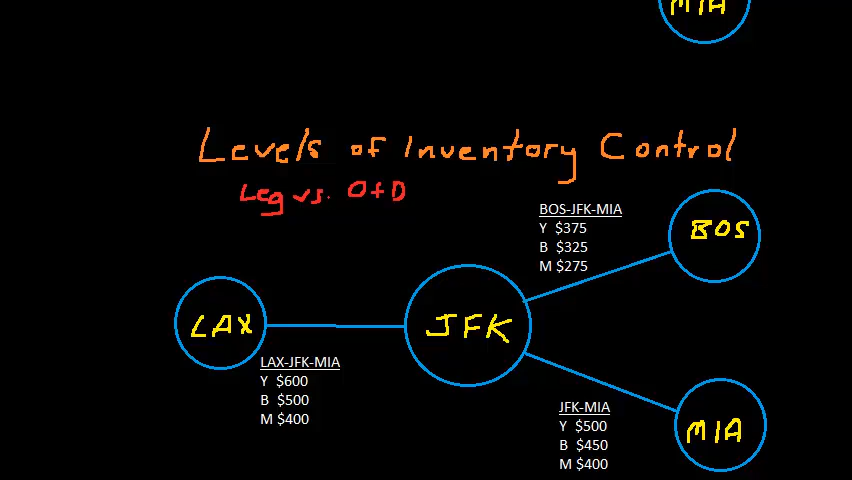 MIA
Levels of Inventory Control
Leg vs. O+D
BOS-JFK-MIA
Y $375
B $325
M $275
BOS
LAX
JFK
LAX-JFK-MIA
Y $600
B $500
M $400
JFK-MIA
Y $500
B $450
M $400
MIA